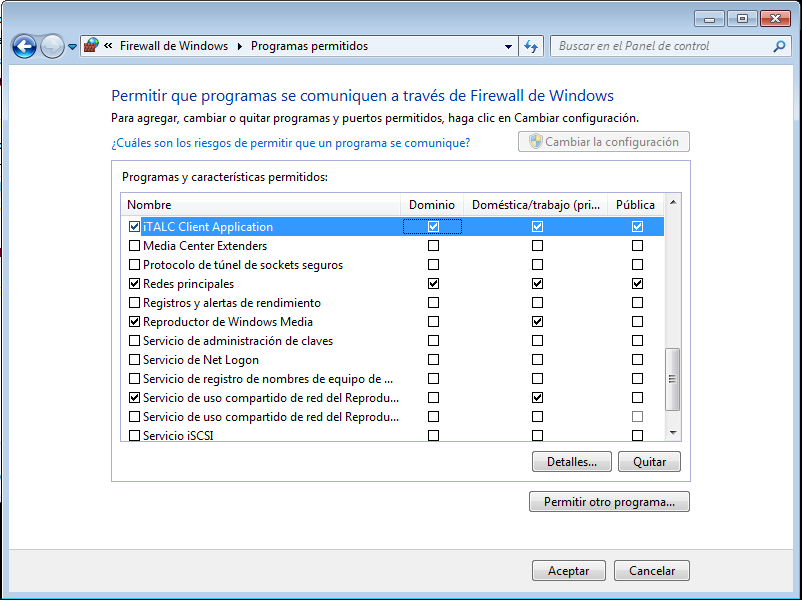 « Firewall de Windows ▸ Programas permitidos
Buscar en el Panel de control
Permitir que programas se comuniquen a través de Firewall de Windows
Para agregar, cambiar o quitar programas y puertos permitidos, haga clic en Cambiar configuración.
¿Cuáles son los riesgos de permitir que un programa se comunique?
Cambiar la configuración
Programas y características permitidos:
Nombre Dominio Doméstica/trabajo (pri... Pública
iTALC Client Application
Media Center Extenders
Protocolo de túnel de sockets seguros
Redes principales
Registros y alertas de rendimiento
Reproductor de Windows Media
Servicio de administración de claves
Servicio de Net Logon
Servicio de registro de nombres de equipo de ...
Servicio de uso compartido de red del Reprodu...
Servicio de uso compartido de red del Reprodu...
Servicio iSCSI
Detalles... Quitar
Permitir otro programa...
Aceptar Cancelar